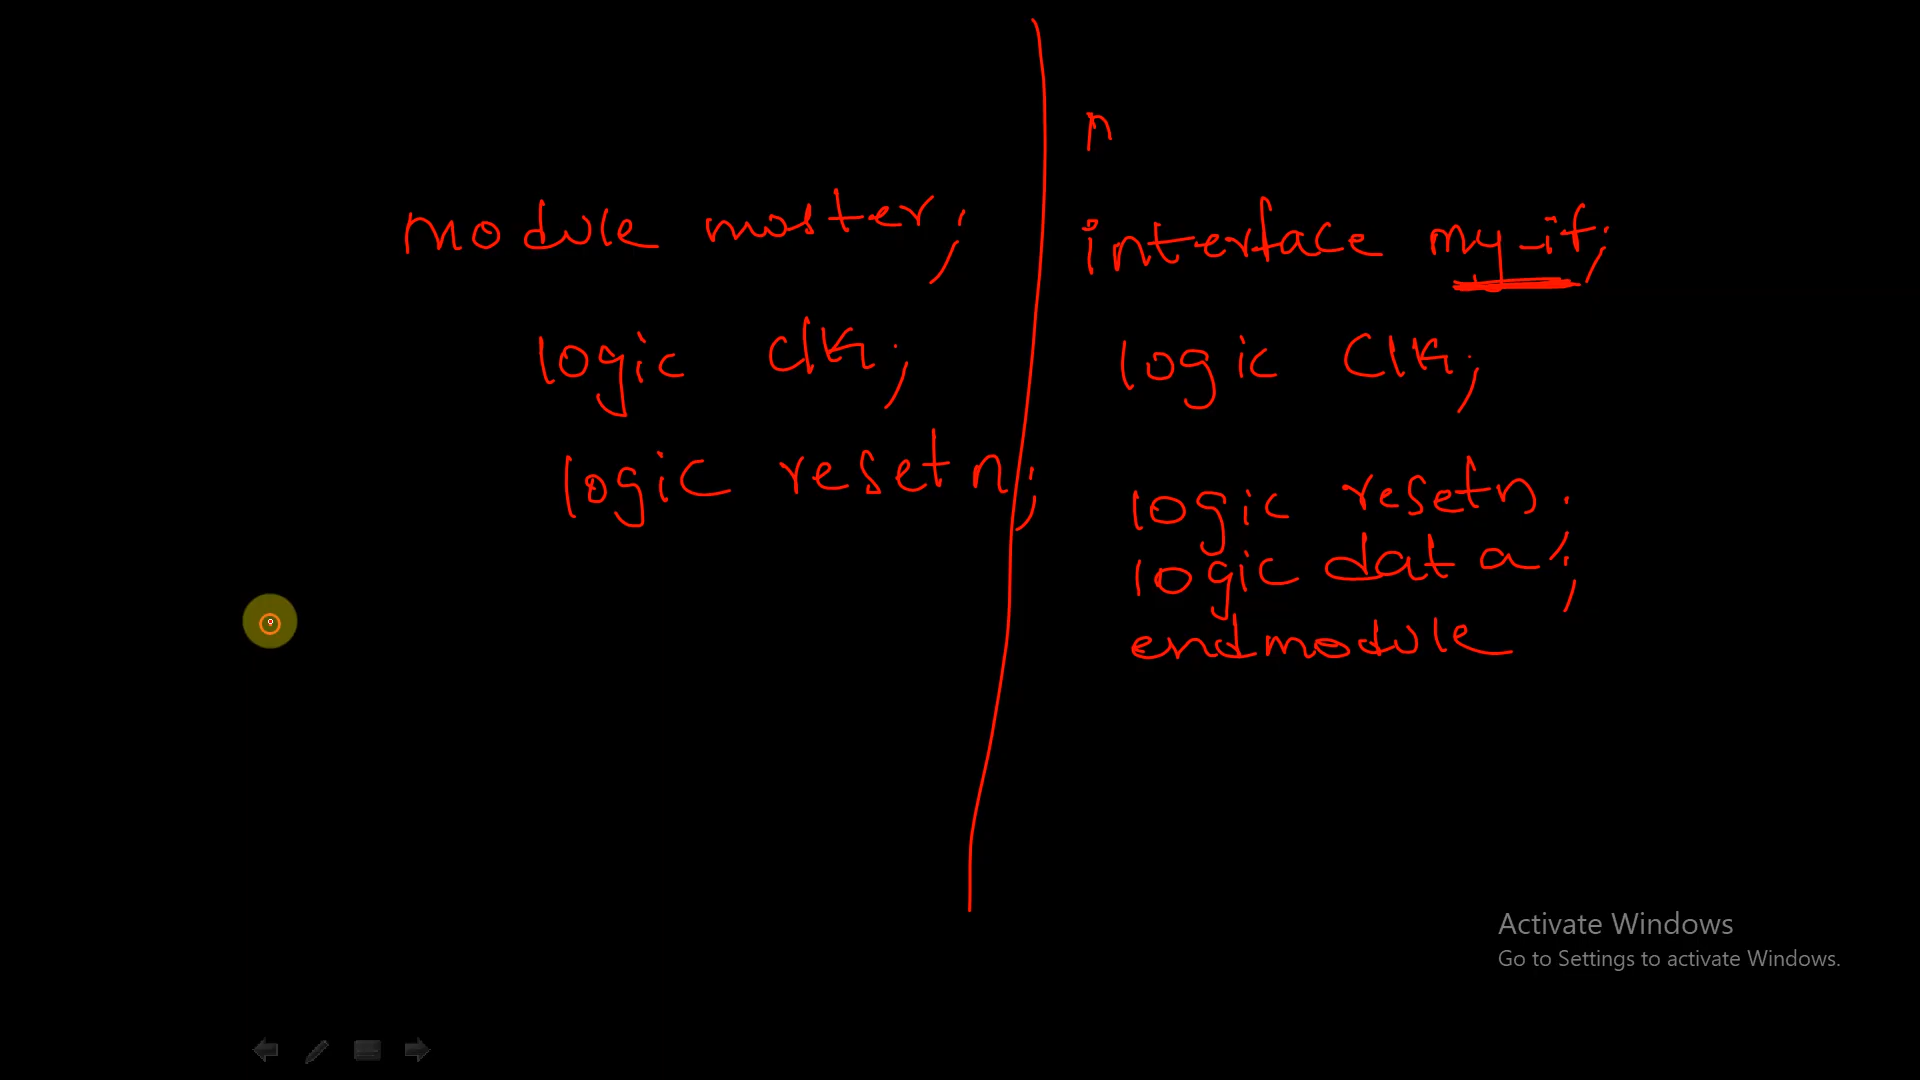 module master;
logic clk;
logic resetn;
interface my_if;
logic clk;
logic resetn;
logic data;
endmodule
Activate Windows
Go to Settings to activate Windows.